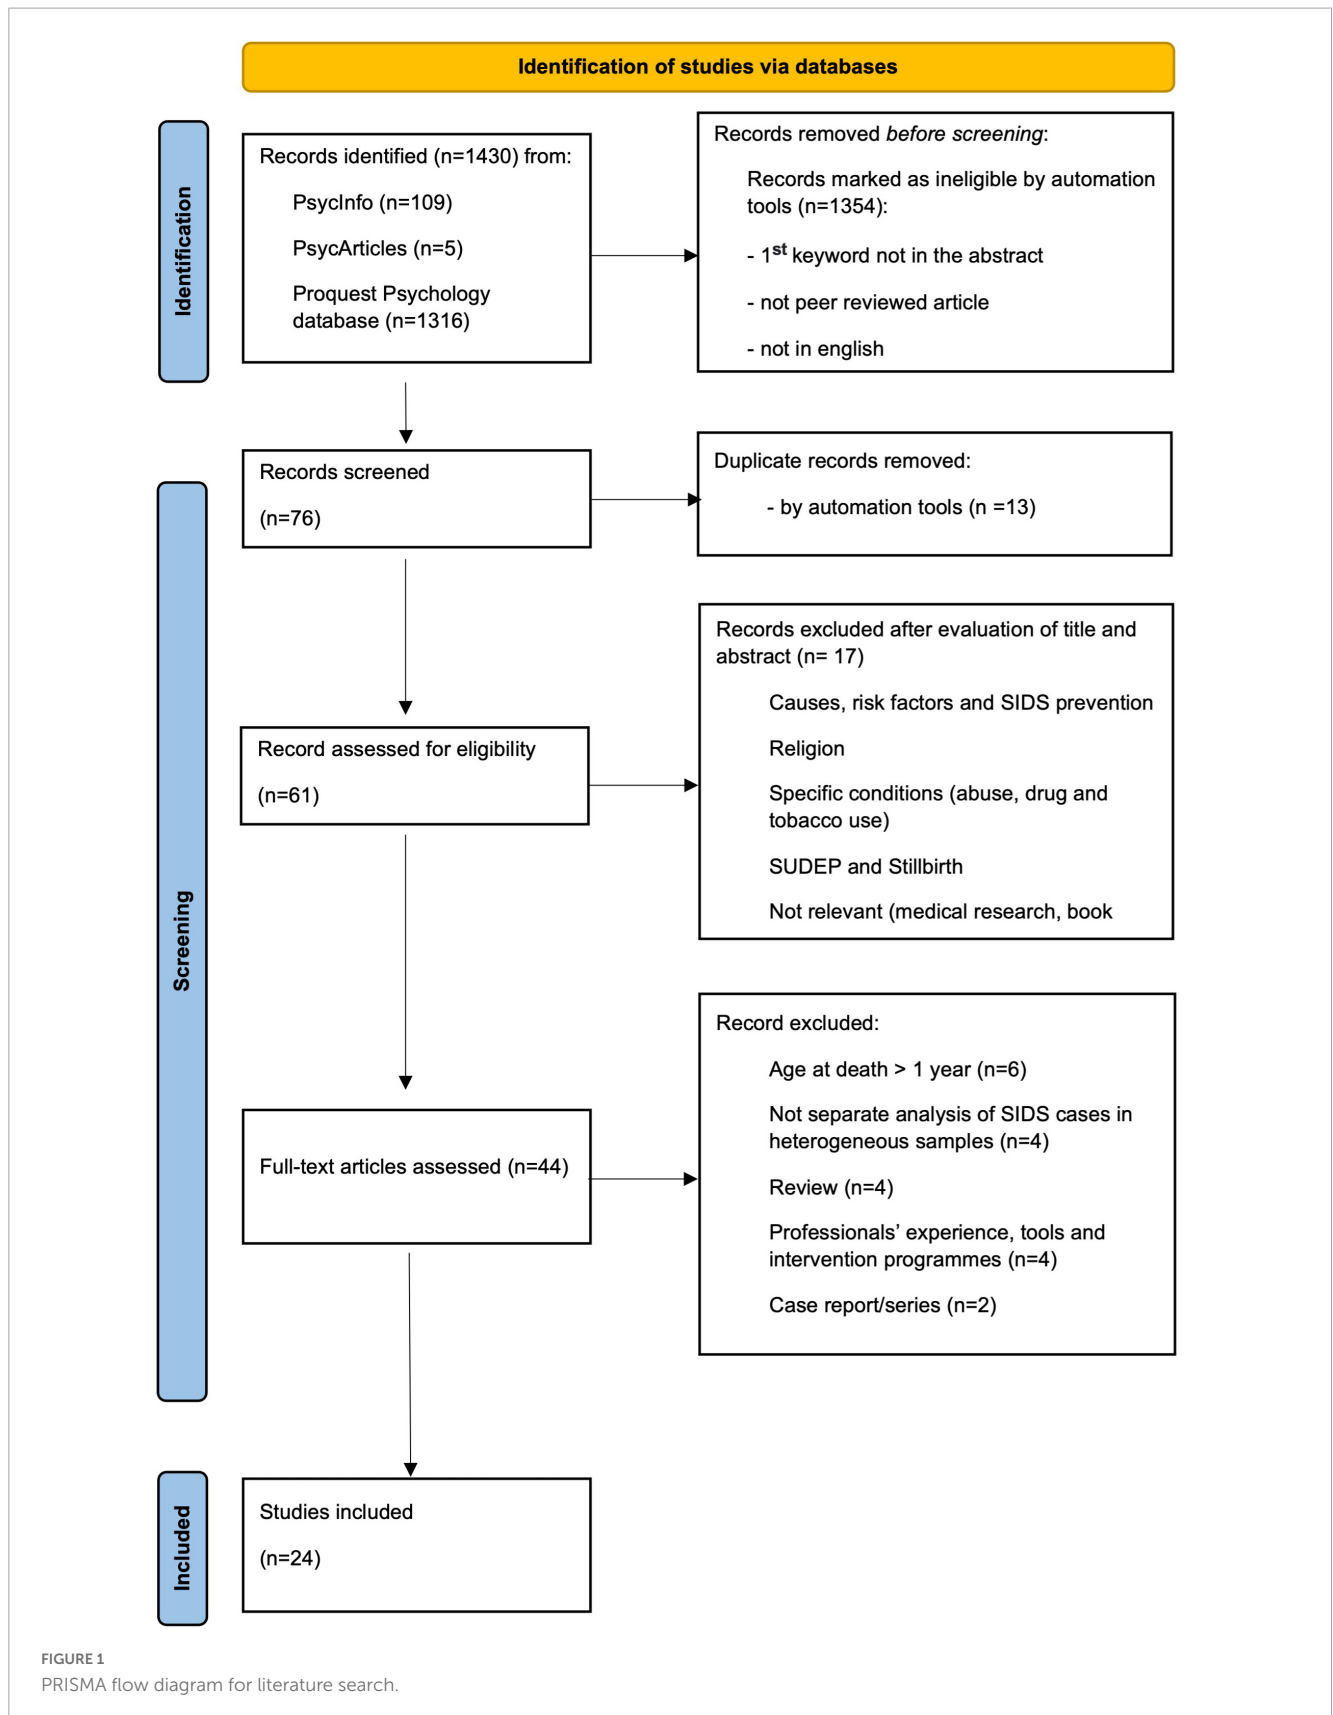 Identification of studies via databases
Identification
Records identified (n=1430) from:
PsycInfo (n=109)
PsycArticles (n=5)
Proquest Psychology
database (n=1316)
Records removed before screening:
Records marked as ineligible by automation
tools (n=1354):
- 1st keyword not in the abstract
- not peer reviewed article
- not in english
Screening
Records screened
(n=76)
Duplicate records removed:
- by automation tools (n =13)
Record assessed for eligibility
(n=61)
Records excluded after evaluation of title and
abstract (n= 17)
Causes, risk factors and SIDS prevention
Religion
Specific conditions (abuse, drug and
tobacco use)
SUDEP and Stillbirth
Not relevant (medical research, book
Full-text articles assessed (n=44)
Record excluded:
Age at death > 1 year (n=6)
Not separate analysis of SIDS cases in
heterogeneous samples (n=4)
Review (n=4)
Professionals’ experience, tools and
intervention programmes (n=4)
Case report/series (n=2)
Included
Studies included
(n=24)
FIGURE 1
PRISMA flow diagram for literature search.